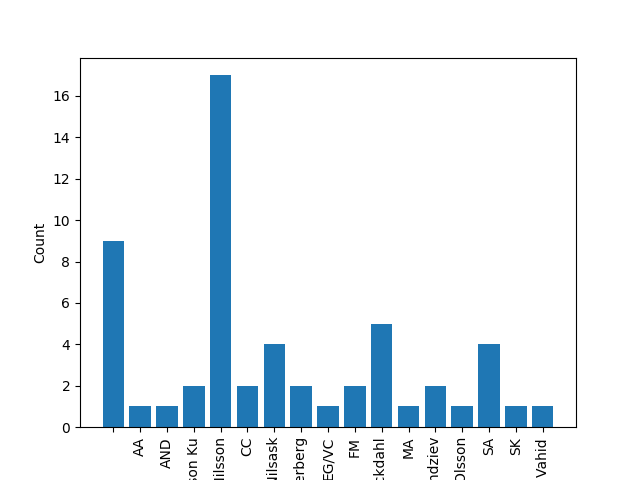 Count
16
14
12
10
8
6
4
2
0
AA
AND
son Ku
Nilsson
CC
Nilsask
erberg
EG/VC
FM
ckdahl
MA
ndziev
Olsson
SA
SK
Vahid